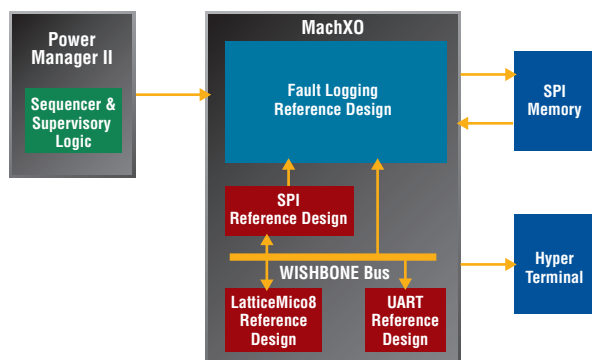 Power
Manager II
Sequencer &
Supervisory
Logic
MachXO
Fault Logging
Reference Design
SPI
Reference Design
WISHBONE Bus
LatticeMico8
Reference
Design
UART
Reference
Design
SPI
Memory
Hyper
Terminal